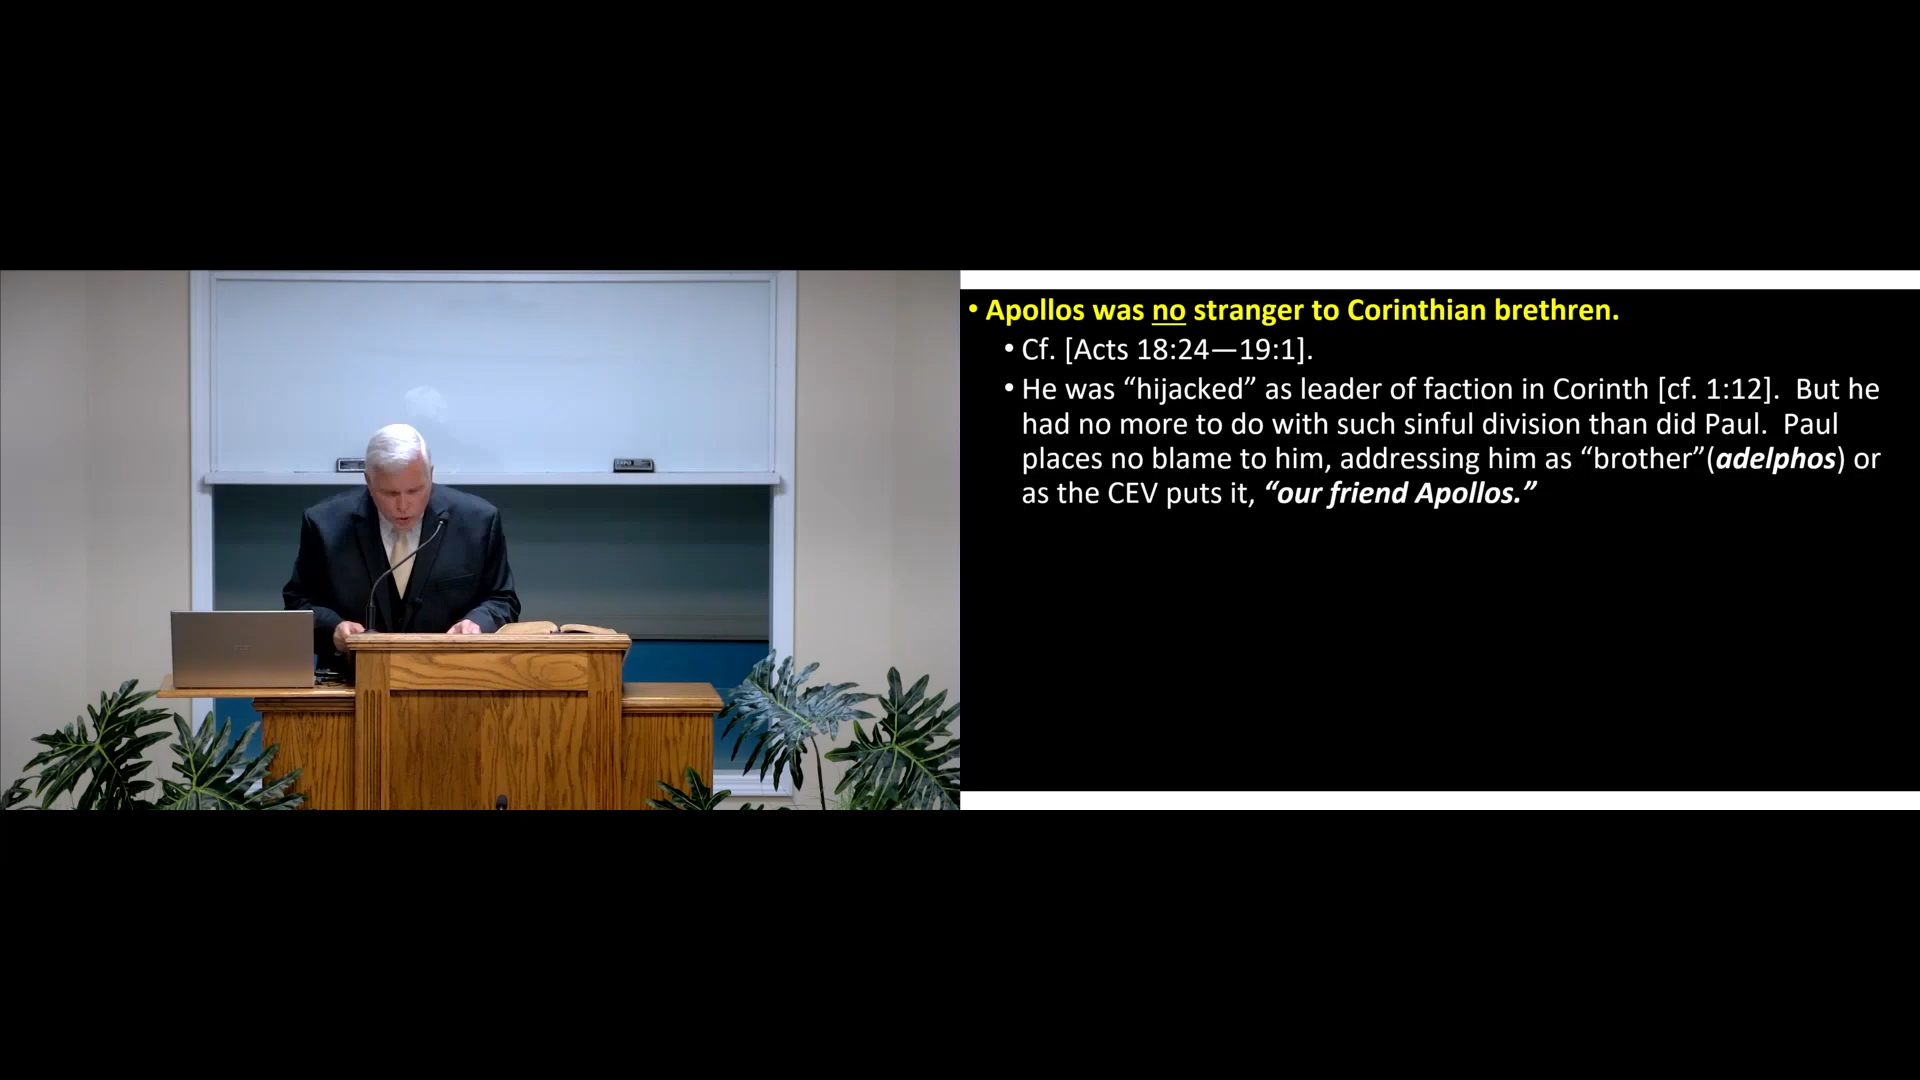 • Apollos was no stranger to Corinthian brethren.
• Cf. [Acts 18:24—19:1].
• He was “hijacked” as leader of faction in Corinth [cf. 1:12].  But he
had no more to do with such sinful division than did Paul.  Paul
places no blame to him, addressing him as “brother”(adelphos) or
as the CEV puts it, “our friend Apollos.”